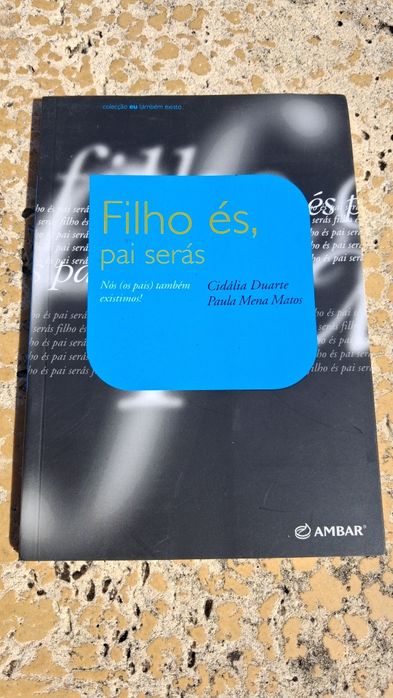 colecção eu também existo
Filho és,
pai serás
Nós (os pais) também
existimos!
Cidália Duarte
Paula Mena Matos
AMBAR®